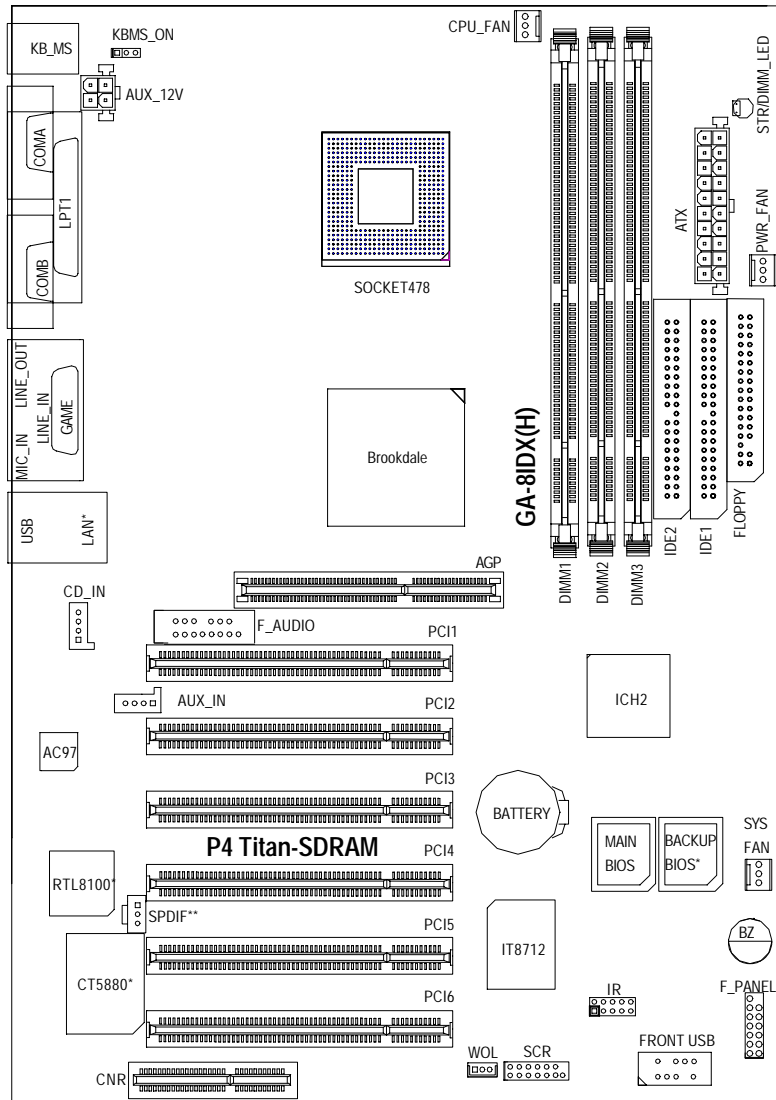 KB_MS
KBMS_ON
CPU_FAN
AUX_12V
STR/DIMM_LED
COMA
LPT1
COMB
ATX
PWR_FAN
SOCKET478
LINE_OUT
MIC_IN
LINE_IN
GAME
Brookdale
GA-8IDX(H)
USB
LAN*
DIMM1
DIMM2
DIMM3
IDE2
IDE1
FLOPPY
AGP
CD_IN
F_AUDIO
PCI1
AUX_IN
PCI2
ICH2
AC97
PCI3
BATTERY
P4 Titan-SDRAM
MAIN
BIOS
BACKUP
BIOS*
SYS
FAN
PCI4
RTL8100*
SPDIF**
PCI5
IT8712
BZ
CT5880*
PCI6
IR
F_PANEL
WOL
SCR
FRONT USB
CNR